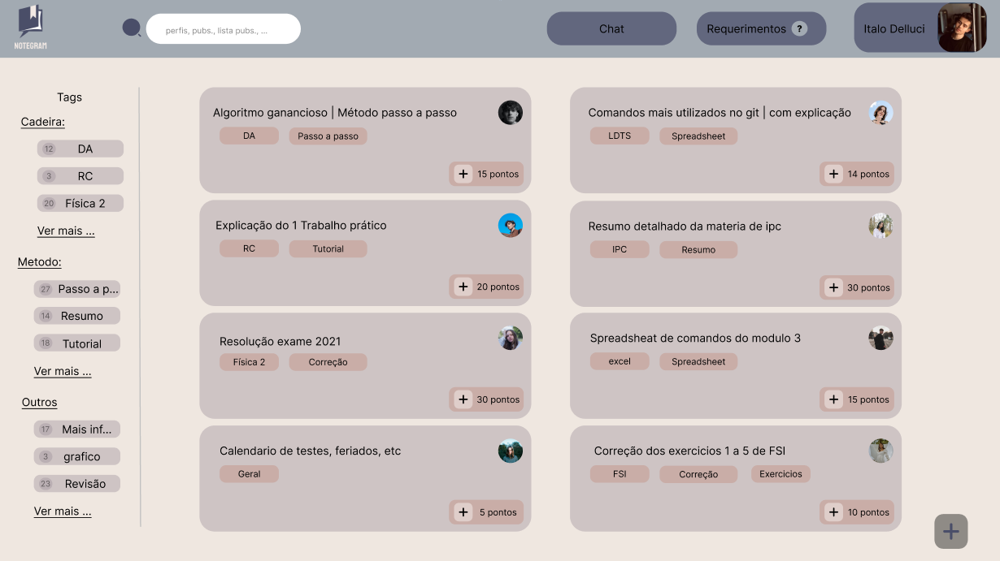 NOTEGRAM
perfis, pubs., lista pubs., ...
Chat
Requerimentos ?
Italo Delluci
Tags
Cadeira:
12 DA
3 RC
20 Física 2
Ver mais ...
Metodo:
27 Passo a p...
14 Resumo
18 Tutorial
Ver mais ...
Outros
17 Mais inf...
3 grafico
23 Revisão
Ver mais ...
Algoritmo ganancioso | Método passo a passo
DA Passo a passo
+ 15 pontos
Comandos mais utilizados no git | com explicação
LDTS Spreadsheet
+ 14 pontos
Explicação do 1 Trabalho prático
RC Tutorial
+ 20 pontos
Resumo detalhado da materia de ipc
IPC Resumo
+ 30 pontos
Resolução exame 2021
Física 2 Correção
+ 30 pontos
Spreadsheat de comandos do modulo 3
excel Spreadsheet
+ 15 pontos
Calendario de testes, feriados, etc
Geral
+ 5 pontos
Correção dos exercicios 1 a 5 de FSI
FSI Correção Exercicios
+ 10 pontos
+